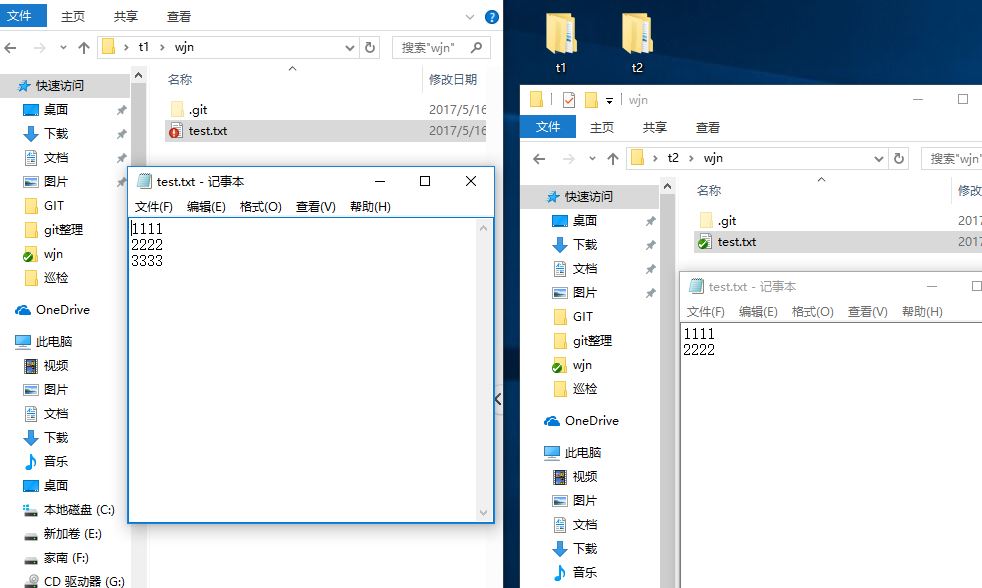 文件 主页 共享 查看
t1 wjn 搜索"wjn"
快速访问
桌面
下载
文档
图片
GIT
git整理
wjn
巡检
OneDrive
此电脑
视频
图片
文档
下载
音乐
桌面
本地磁盘 (C:)
新加卷 (E:)
家南 (F:)
CD 驱动器 (G:)
名称 修改日期
.git 2017/5/16
test.txt 2017/5/16
test.txt - 记事本
文件(F) 编辑(E) 格式(O) 查看(V) 帮助(H)
1111
2222
3333
t1 t2
wjn
文件 主页 共享 查看
t2 wjn 搜索"wjn"
快速访问
桌面
下载
文档
图片
GIT
git整理
wjn
巡检
OneDrive
此电脑
视频
图片
文档
下载
音乐
名称 修改
.git 2017
test.txt 2017
test.txt - 记事本
文件(F) 编辑(E) 格式(O) 查看(V) 帮助(H)
1111
2222